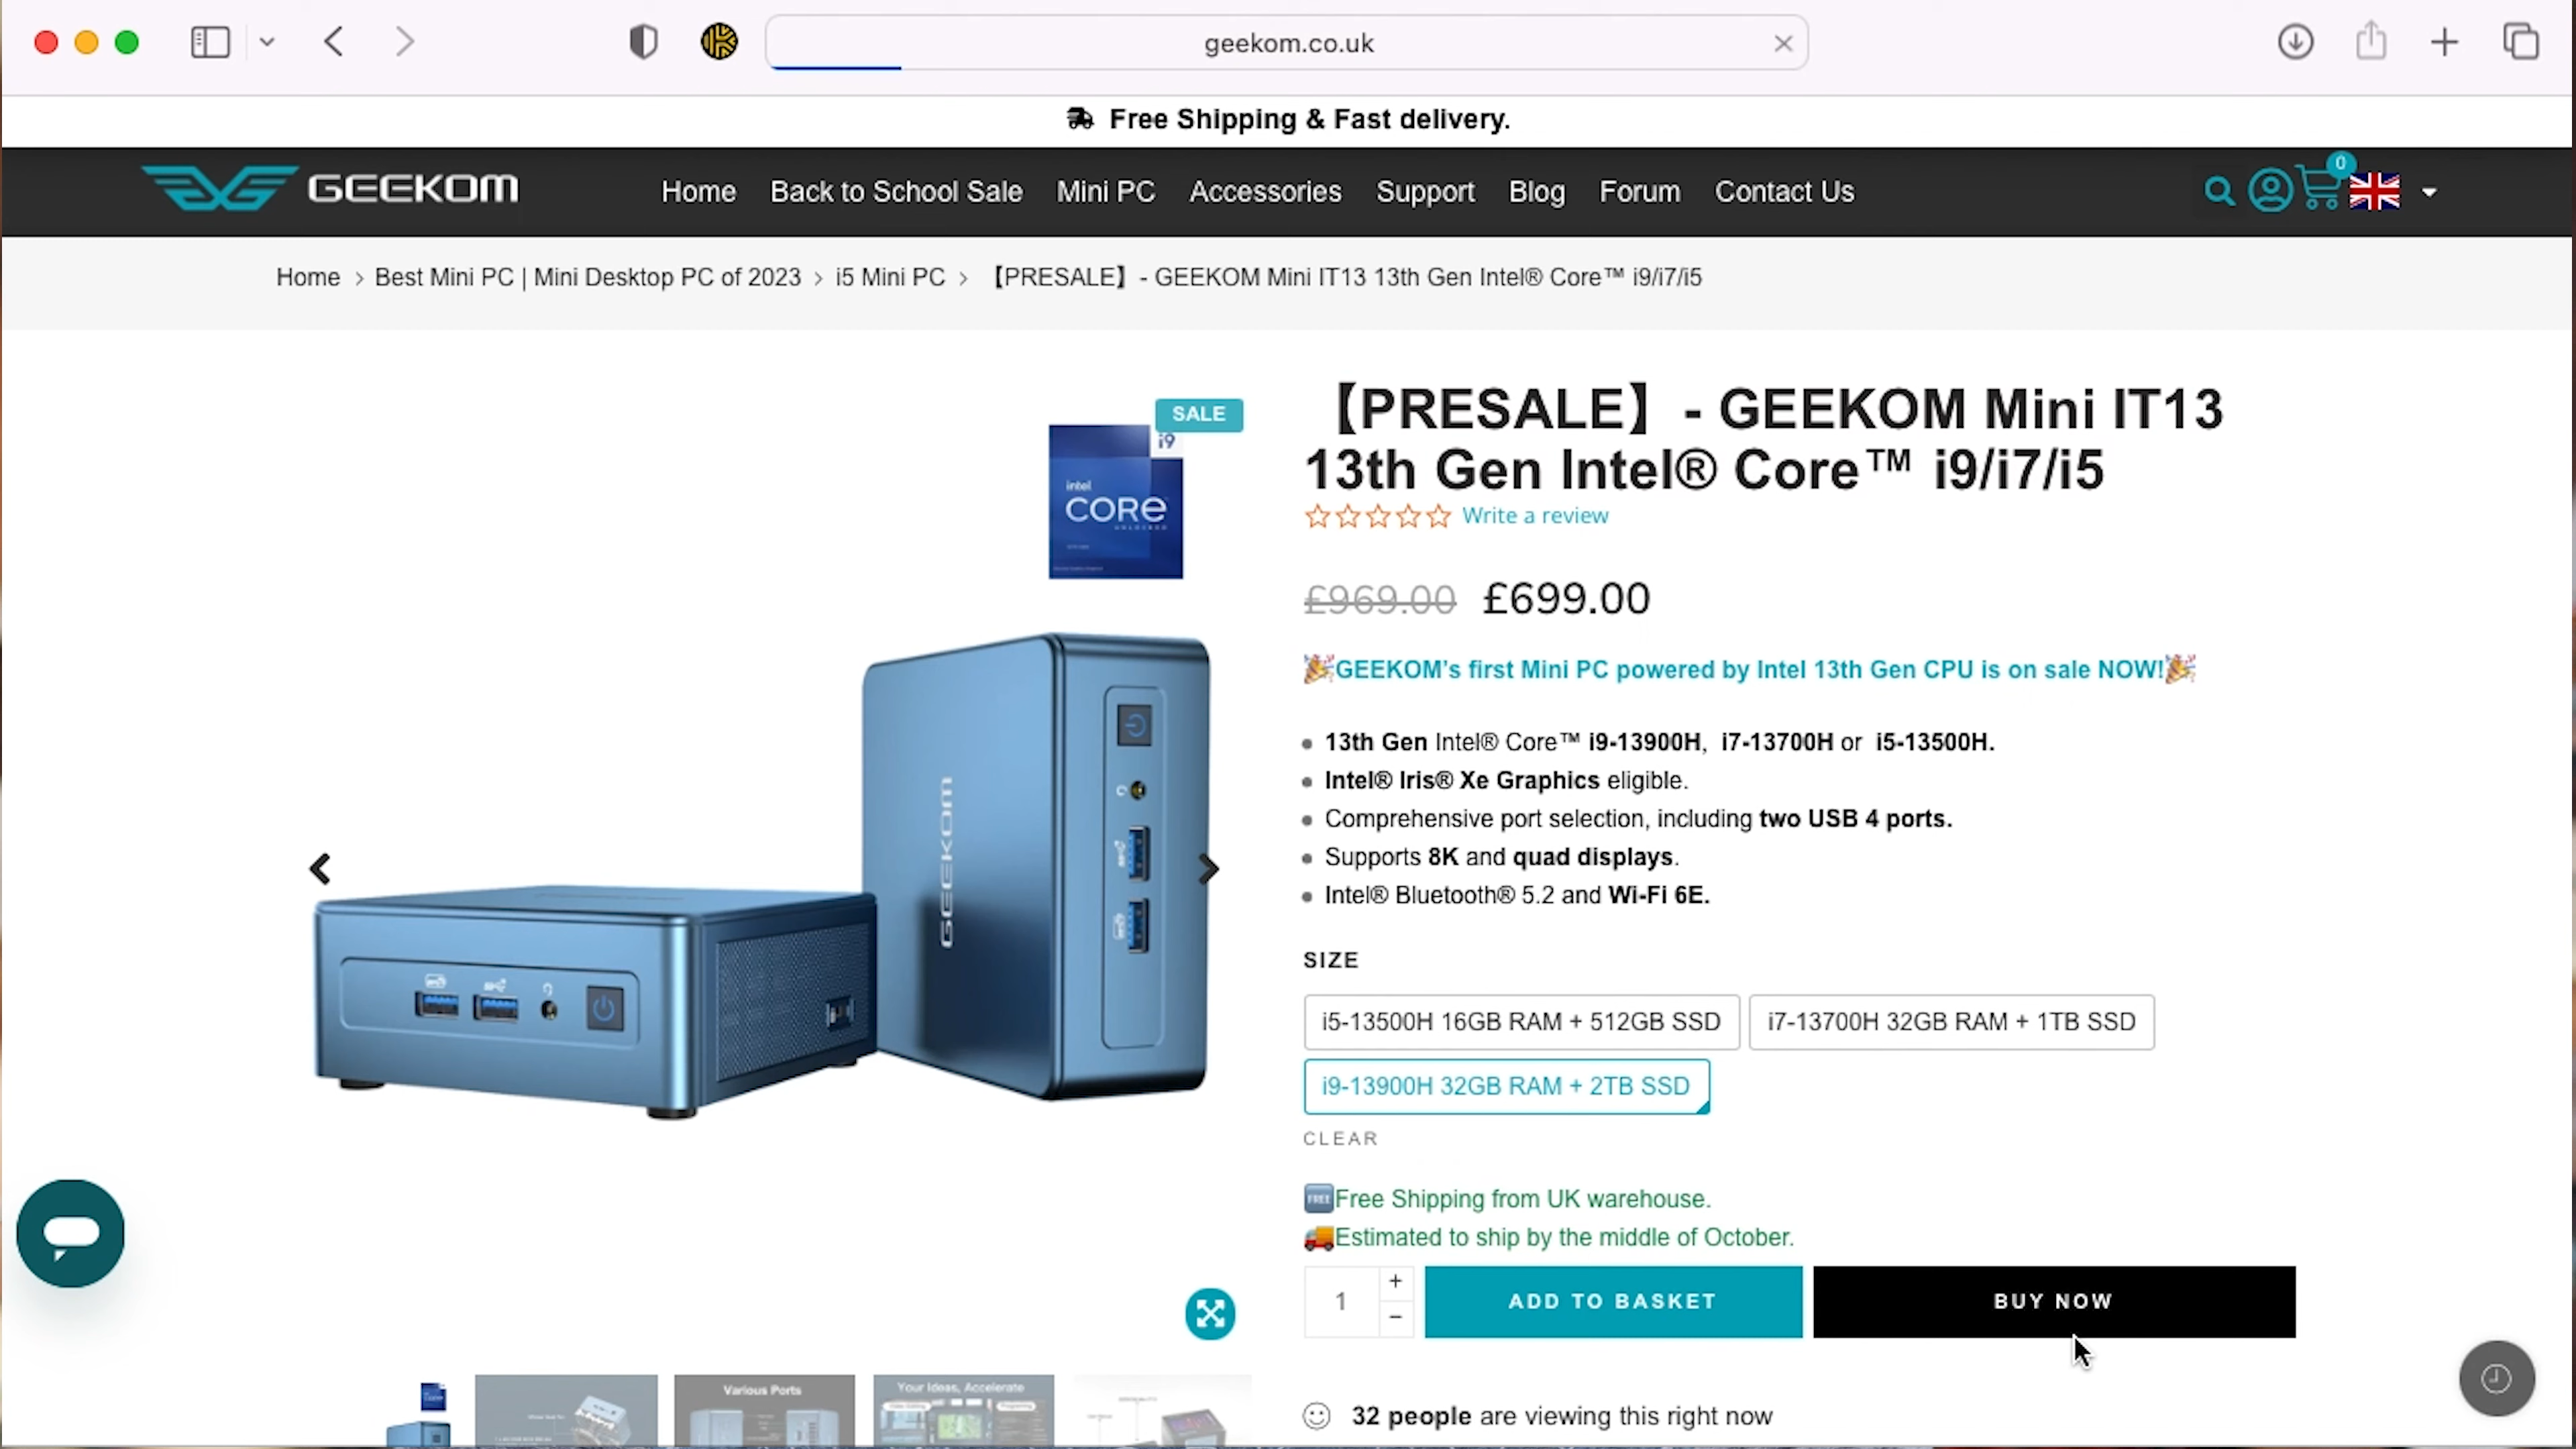 geekom.co.uk
Free Shipping & Fast delivery.
GEEKOM
Home Back to School Sale Mini PC Accessories Support Blog Forum Contact Us
0
Home > Best Mini PC | Mini Desktop PC of 2023 > i5 Mini PC > 【PRESALE】- GEEKOM Mini IT13 13th Gen Intel® Core™ i9/i7/i5
SALE
i9
intel
CORE
GEEKOM
【PRESALE】- GEEKOM Mini IT13
13th Gen Intel® Core™ i9/i7/i5
Write a review
£969.00 £699.00
GEEKOM's first Mini PC powered by Intel 13th Gen CPU is on sale NOW!
13th Gen Intel® Core™ i9-13900H, i7-13700H or i5-13500H.
Intel® Iris® Xe Graphics eligible.
Comprehensive port selection, including two USB 4 ports.
Supports 8K and quad displays.
Intel® Bluetooth® 5.2 and Wi-Fi 6E.
SIZE
i5-13500H 16GB RAM + 512GB SSD i7-13700H 32GB RAM + 1TB SSD
i9-13900H 32GB RAM + 2TB SSD
CLEAR
FREE Free Shipping from UK warehouse.
Estimated to ship by the middle of October.
1 + −
ADD TO BASKET
BUY NOW
Various Ports
Your Ideas, Accelerate
32 people are viewing this right now